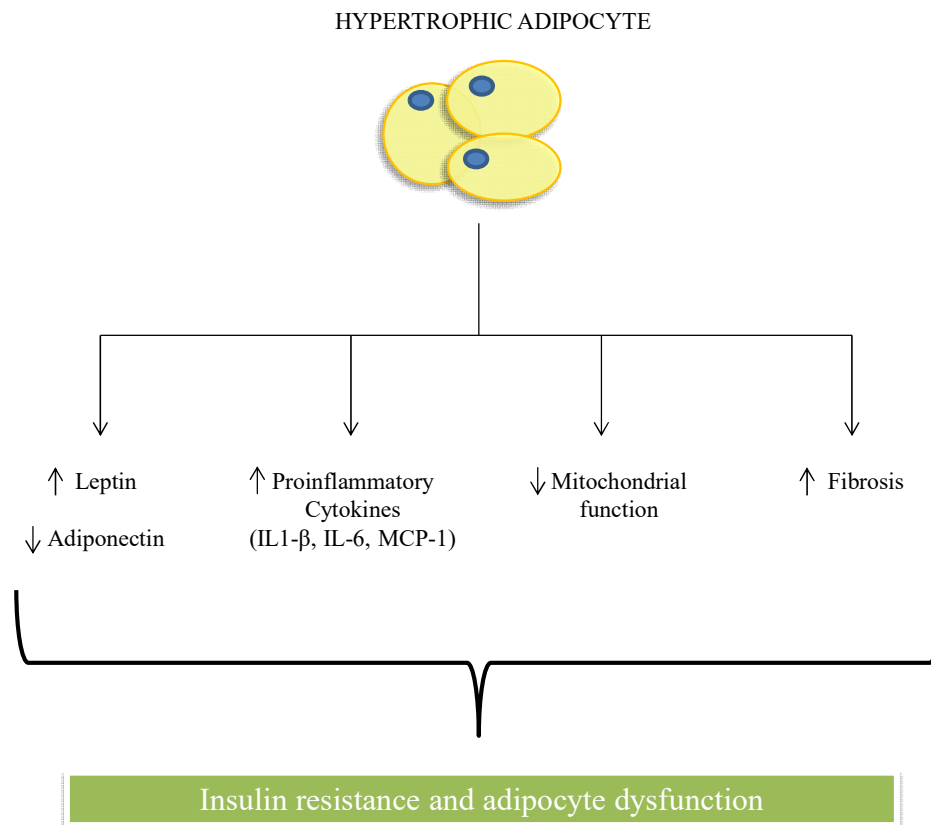 HYPERTROPHIC ADIPOCYTE
↑ Leptin
↓ Adiponectin
↑ Proinflammatory
Cytokines
(IL1-β, IL-6, MCP-1)
↓ Mitochondrial
function
↑ Fibrosis
Insulin resistance and adipocyte dysfunction